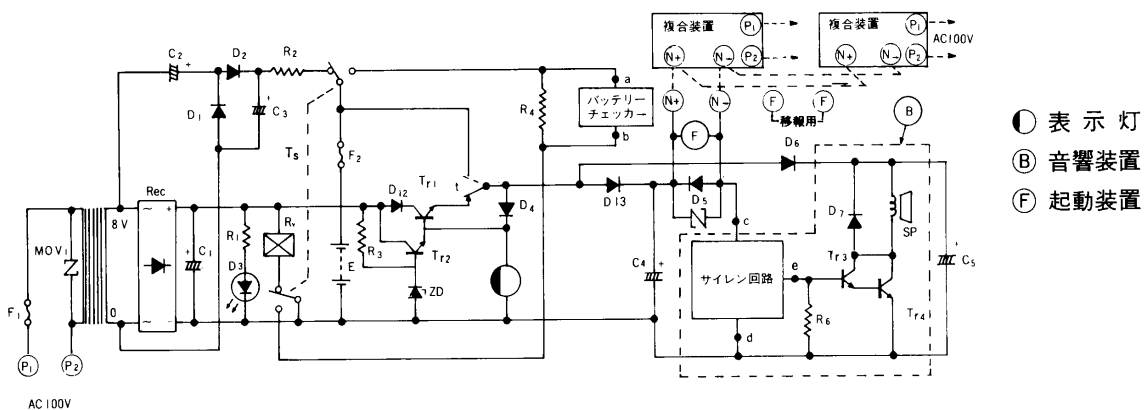 複合装置 P₁
N+ N− P₂
複合装置 P₁
N+ N− P₂
AC100V
C₂ +
D₂
R₂
D₁
+ C₃
Ts
F₂
R₄
a
バッテリー
チェッカー
b
N+ N−
F F
移報用
B
F
D₆
Rec
8V
~ +
~ −
0
MOV₁
F₁
P₁ P₂
AC100V
+ C₁
R₁
D₃
Rᵧ
E
R₃
D₁₂
Tr₁
Tr₂
ZD
t
D₄
D₁₃
D₅
c
C₄ +
サイレン回路
e
d
R₆
D₇
SP
Tr₃
Tr₄
C₅ +
表示灯
B 音響装置
F 起動装置